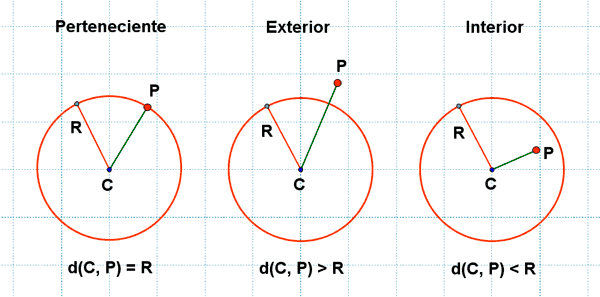 Perteneciente
P
R
C
d(C, P) = R
Exterior
P
R
C
d(C, P) > R
Interior
R
P
C
d(C, P) < R